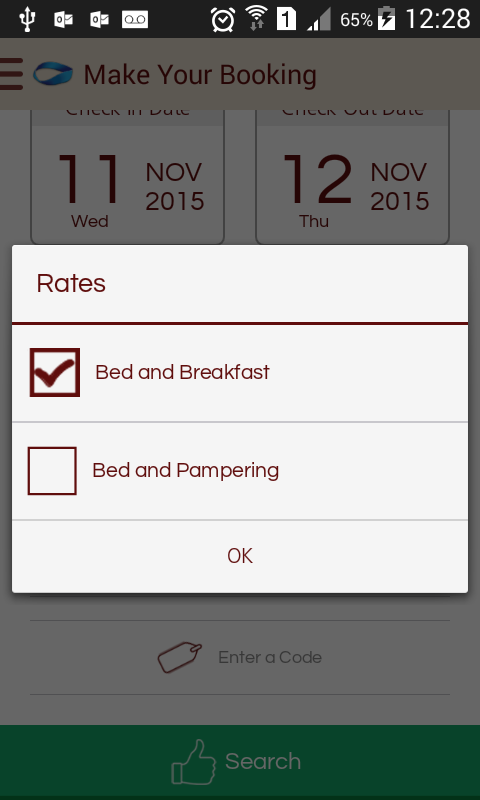 1 65% 12:28
Make Your Booking
Check In Date Check Out Date
11 NOV 2015 Wed
12 NOV 2015 Thu
Rates
Bed and Breakfast
Bed and Pampering
OK
Enter a Code
Search